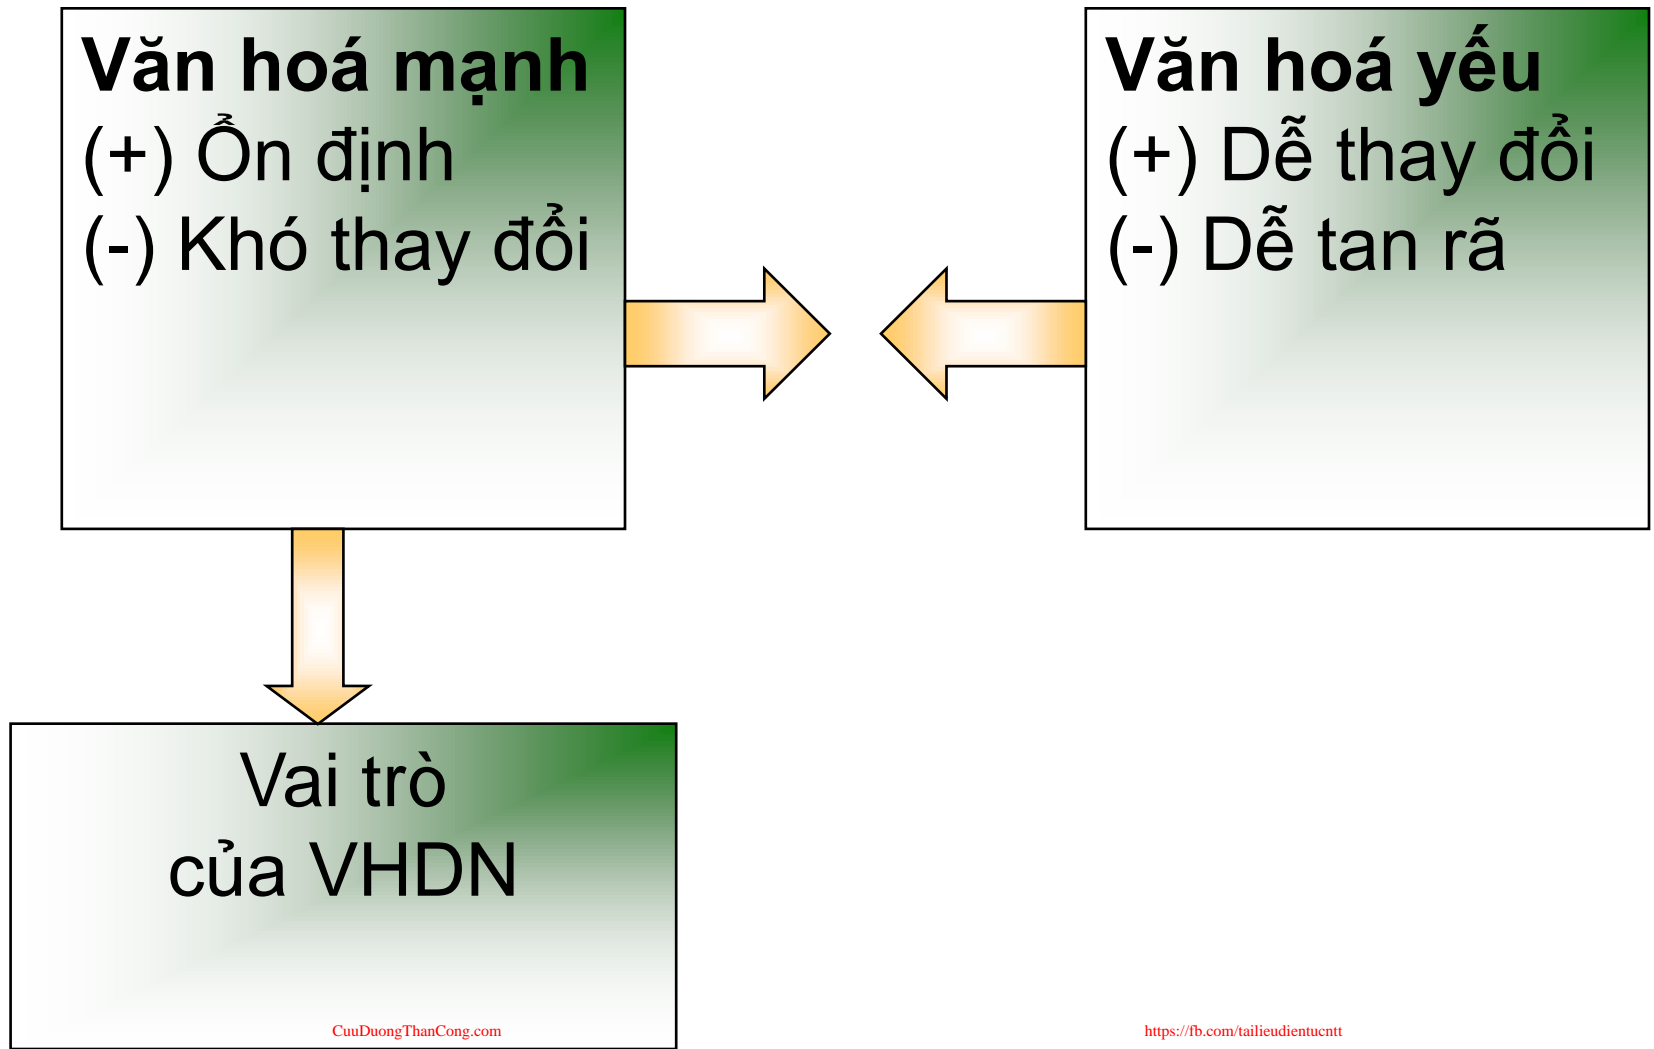 Văn hoá mạnh
(+) Ổn định
(-) Khó thay đổi
Văn hoá yếu
(+) Dễ thay đổi
(-) Dễ tan rã
Vai trò
của VHDN
CuuDuongThanCong.com
https://fb.com/tailieudientucntt